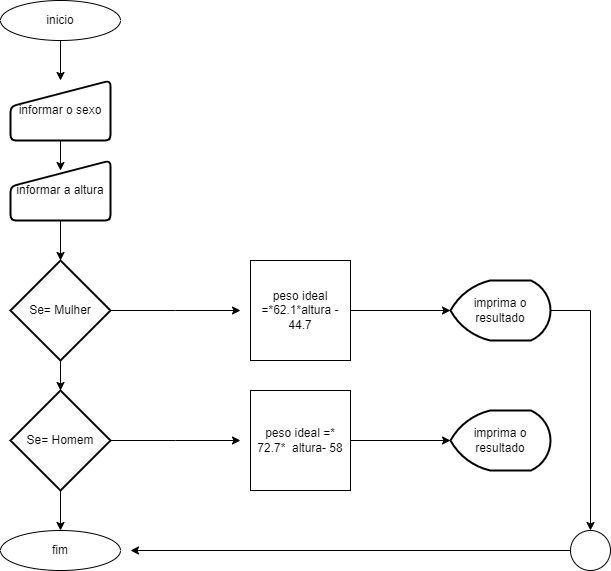 inicio
informar o sexo
informar a altura
Se= Mulher
peso ideal
=*62.1*altura -
44.7
imprima o
resultado
Se= Homem
peso ideal =*
72.7* altura- 58
imprima o
resultado
fim